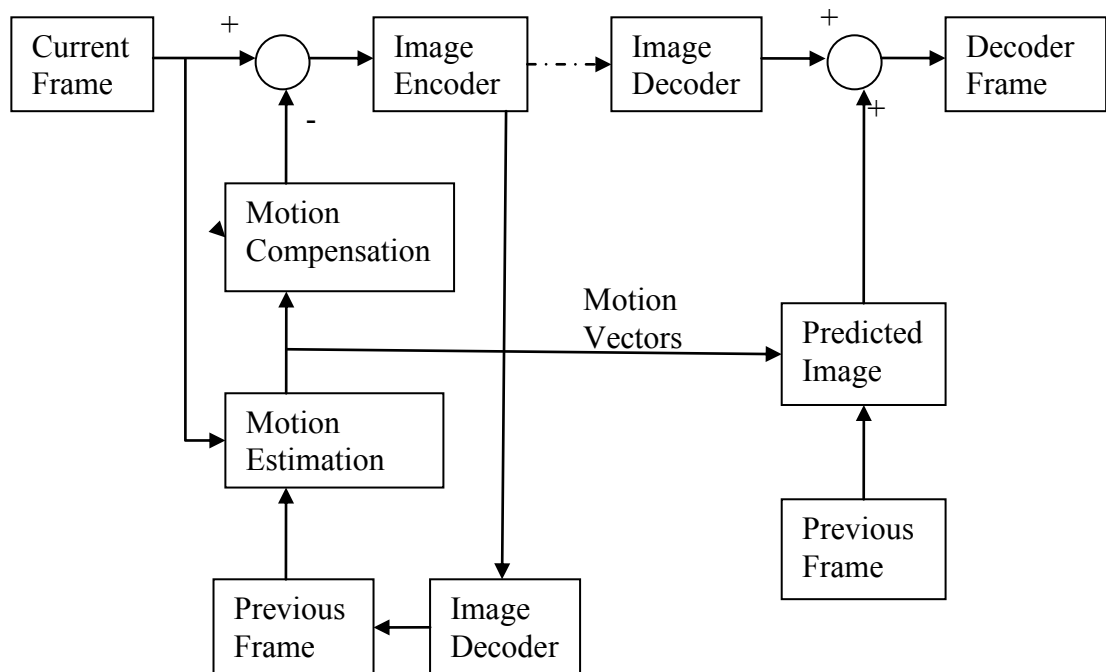 +
+
Current
Frame
Image
Encoder
Image
Decoder
Decoder
Frame
-
+
Motion
Compensation
Motion
Vectors
Predicted
Image
Motion
Estimation
Previous
Frame
Previous
Frame
Image
Decoder